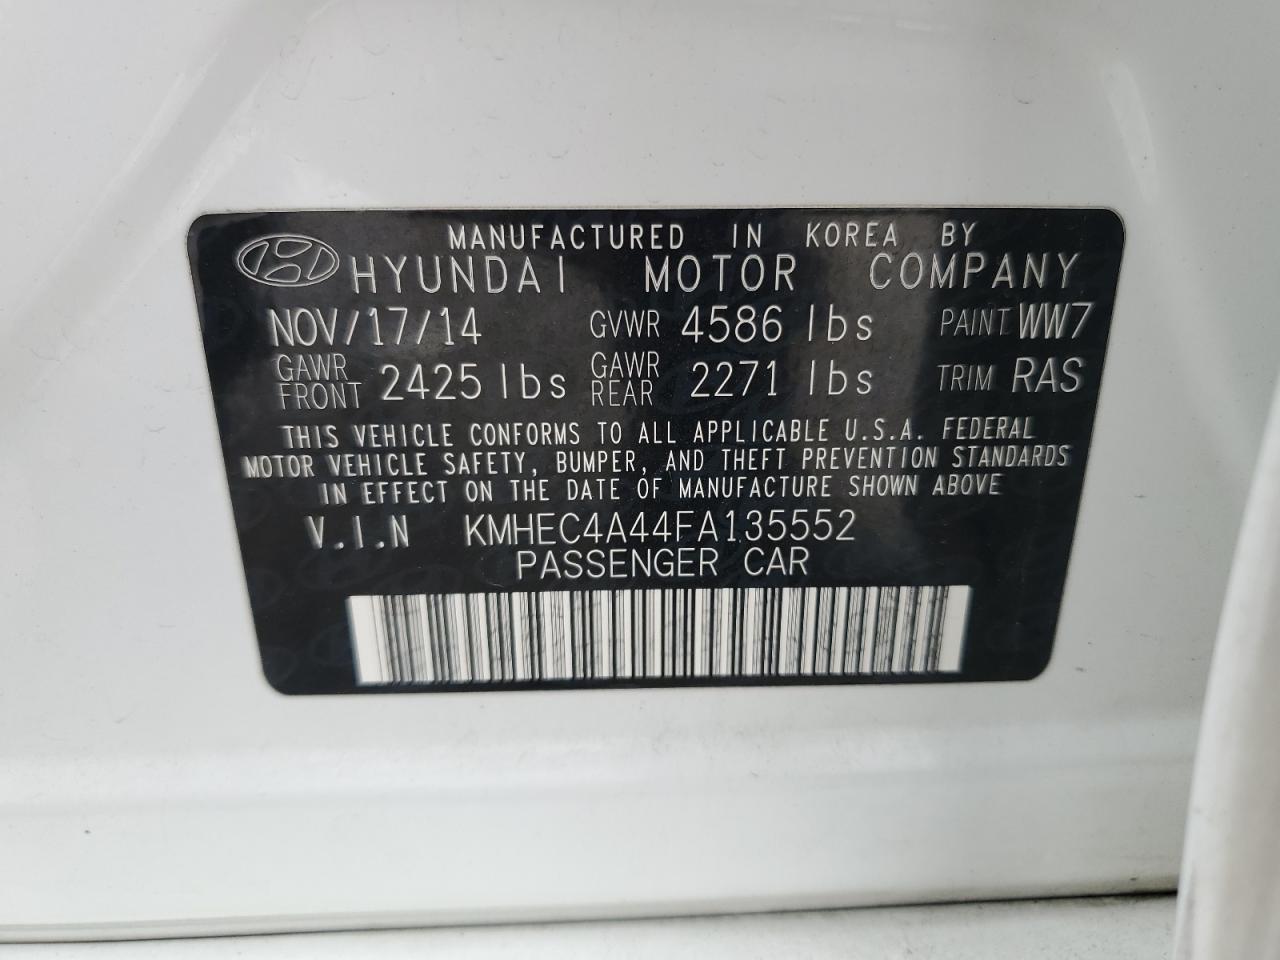 MANUFACTURED IN KOREA BY
HYUNDAI MOTOR COMPANY
NOV/17/14 GVWR 4586 lbs PAINT WW7
GAWR FRONT 2425 lbs GAWR REAR 2271 lbs TRIM RAS
THIS VEHICLE CONFORMS TO ALL APPLICABLE U.S.A. FEDERAL
MOTOR VEHICLE SAFETY, BUMPER, AND THEFT PREVENTION STANDARDS
IN EFFECT ON THE DATE OF MANUFACTURE SHOWN ABOVE
V.I.N KMHEC4A44FA135552
PASSENGER CAR